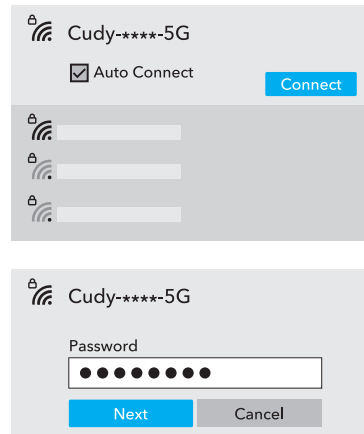 Cudy-****-5G
Auto Connect
Connect
Cudy-****-5G
Password
Next Cancel